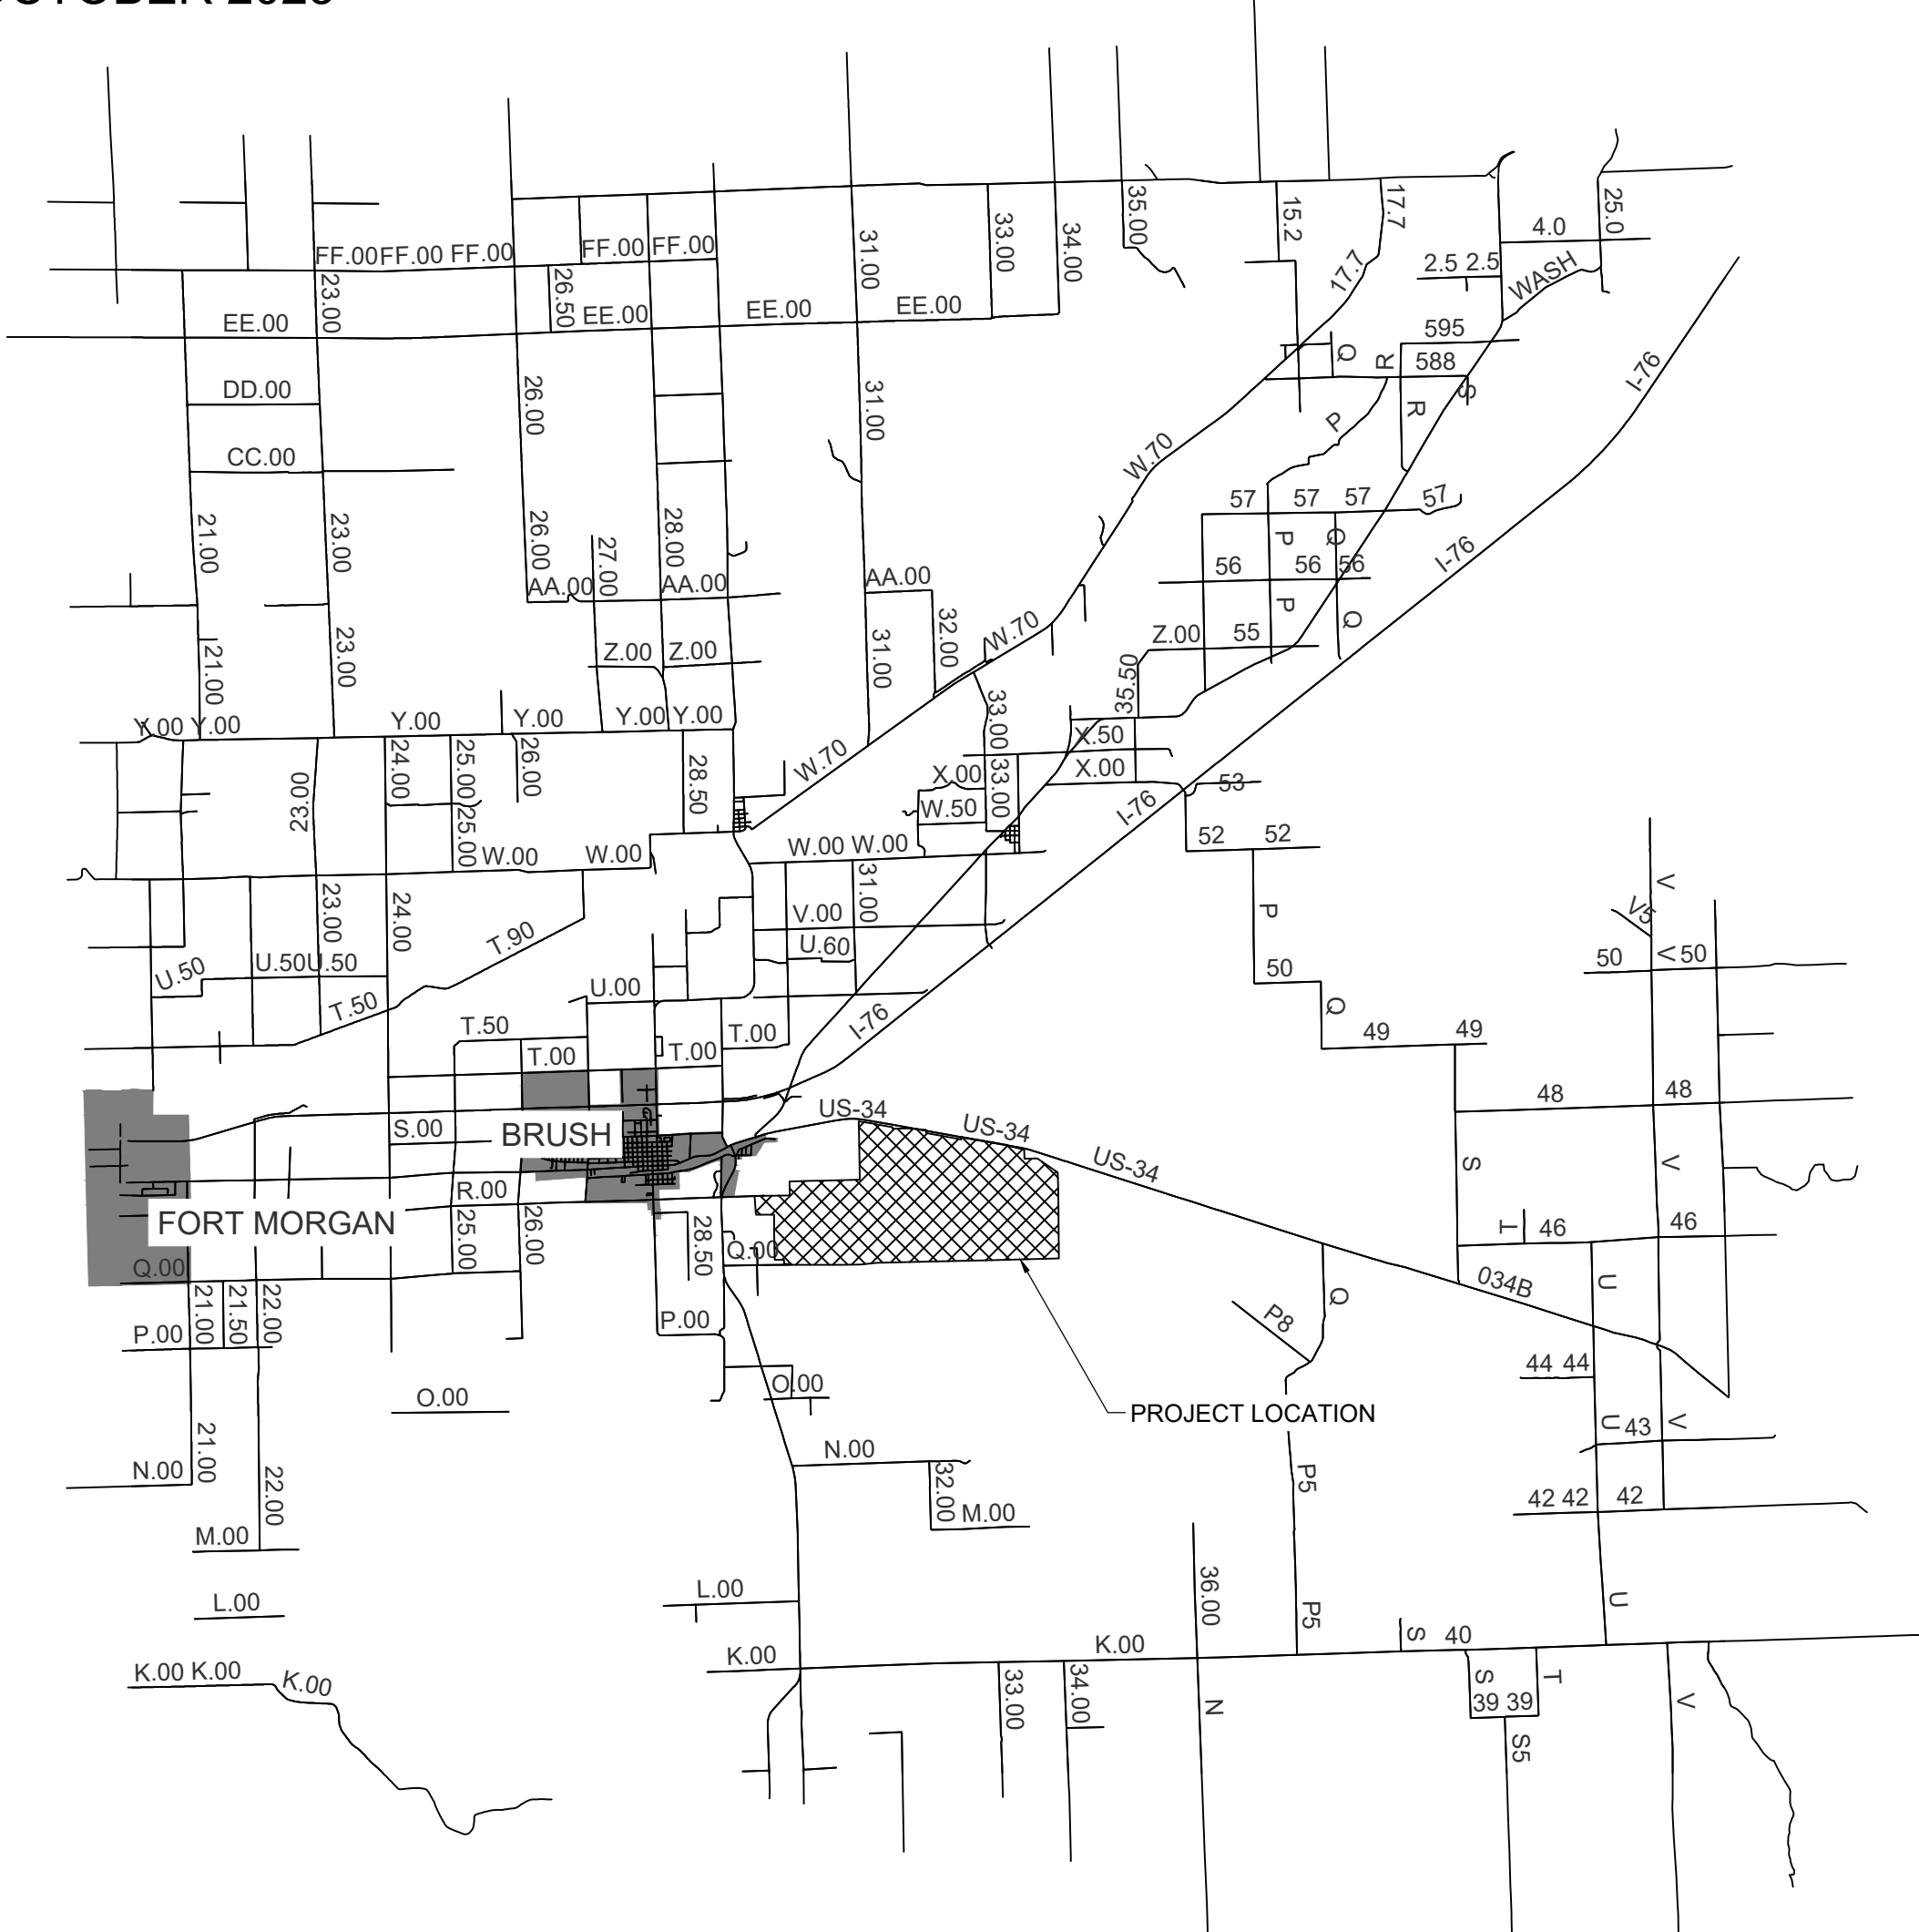 35.00
15.2
17.7
25.0
31.00
33.00
34.00
4.0
FF.00 FF.00 FF.00 FF.00 FF.00
2.5 2.5
17.7
WASH
23.00
26.50
EE.00 EE.00 EE.00 EE.00
595
Q
R
588
I-76
DD.00
26.00
31.00
S
R
P
CC.00
W.70
57 57 57 57
21.00
23.00
26.00
27.00
28.00
P
Q
I-76
AA.00 AA.00 AA.00
56 56 56
P
Q
21.00
23.00
31.00
32.00
W.70
Z.00 Z.00
Z.00 55
35.50
33.00
Y.00 Y.00 Y.00 Y.00 Y.00 Y.00
X.50
W.70
24.00
25.00
26.00
28.50
X.00
33.00
X.00
53
23.00
25.00
W.50
I-76
W.00 W.00 W.00 W.00
52 52
23.00
24.00
31.00
V.00
P
V
V5
T.90
U.60
U.50
U.50 U.50
50
50
V
50
U.00
Q
T.50
I-76
T.50
T.00
T.00
T.00
49
49
48
48
US-34
US-34
S.00
BRUSH
US-34
S
V
R.00
FORT MORGAN
25.00
26.00
28.50
Q.00
T
46
46
Q.00
21.00
21.50
22.00
U
034B
Q
P8
P.00
P.00
44 44
O.00
O.00
PROJECT LOCATION
21.00
U
43
V
N.00
N.00
22.00
32.00
P5
M.00
42 42
42
M.00
36.00
L.00
L.00
P5
U
K.00
K.00
S
40
K.00 K.00
K.00
33.00
34.00
N
S
T
39 39
V
S5